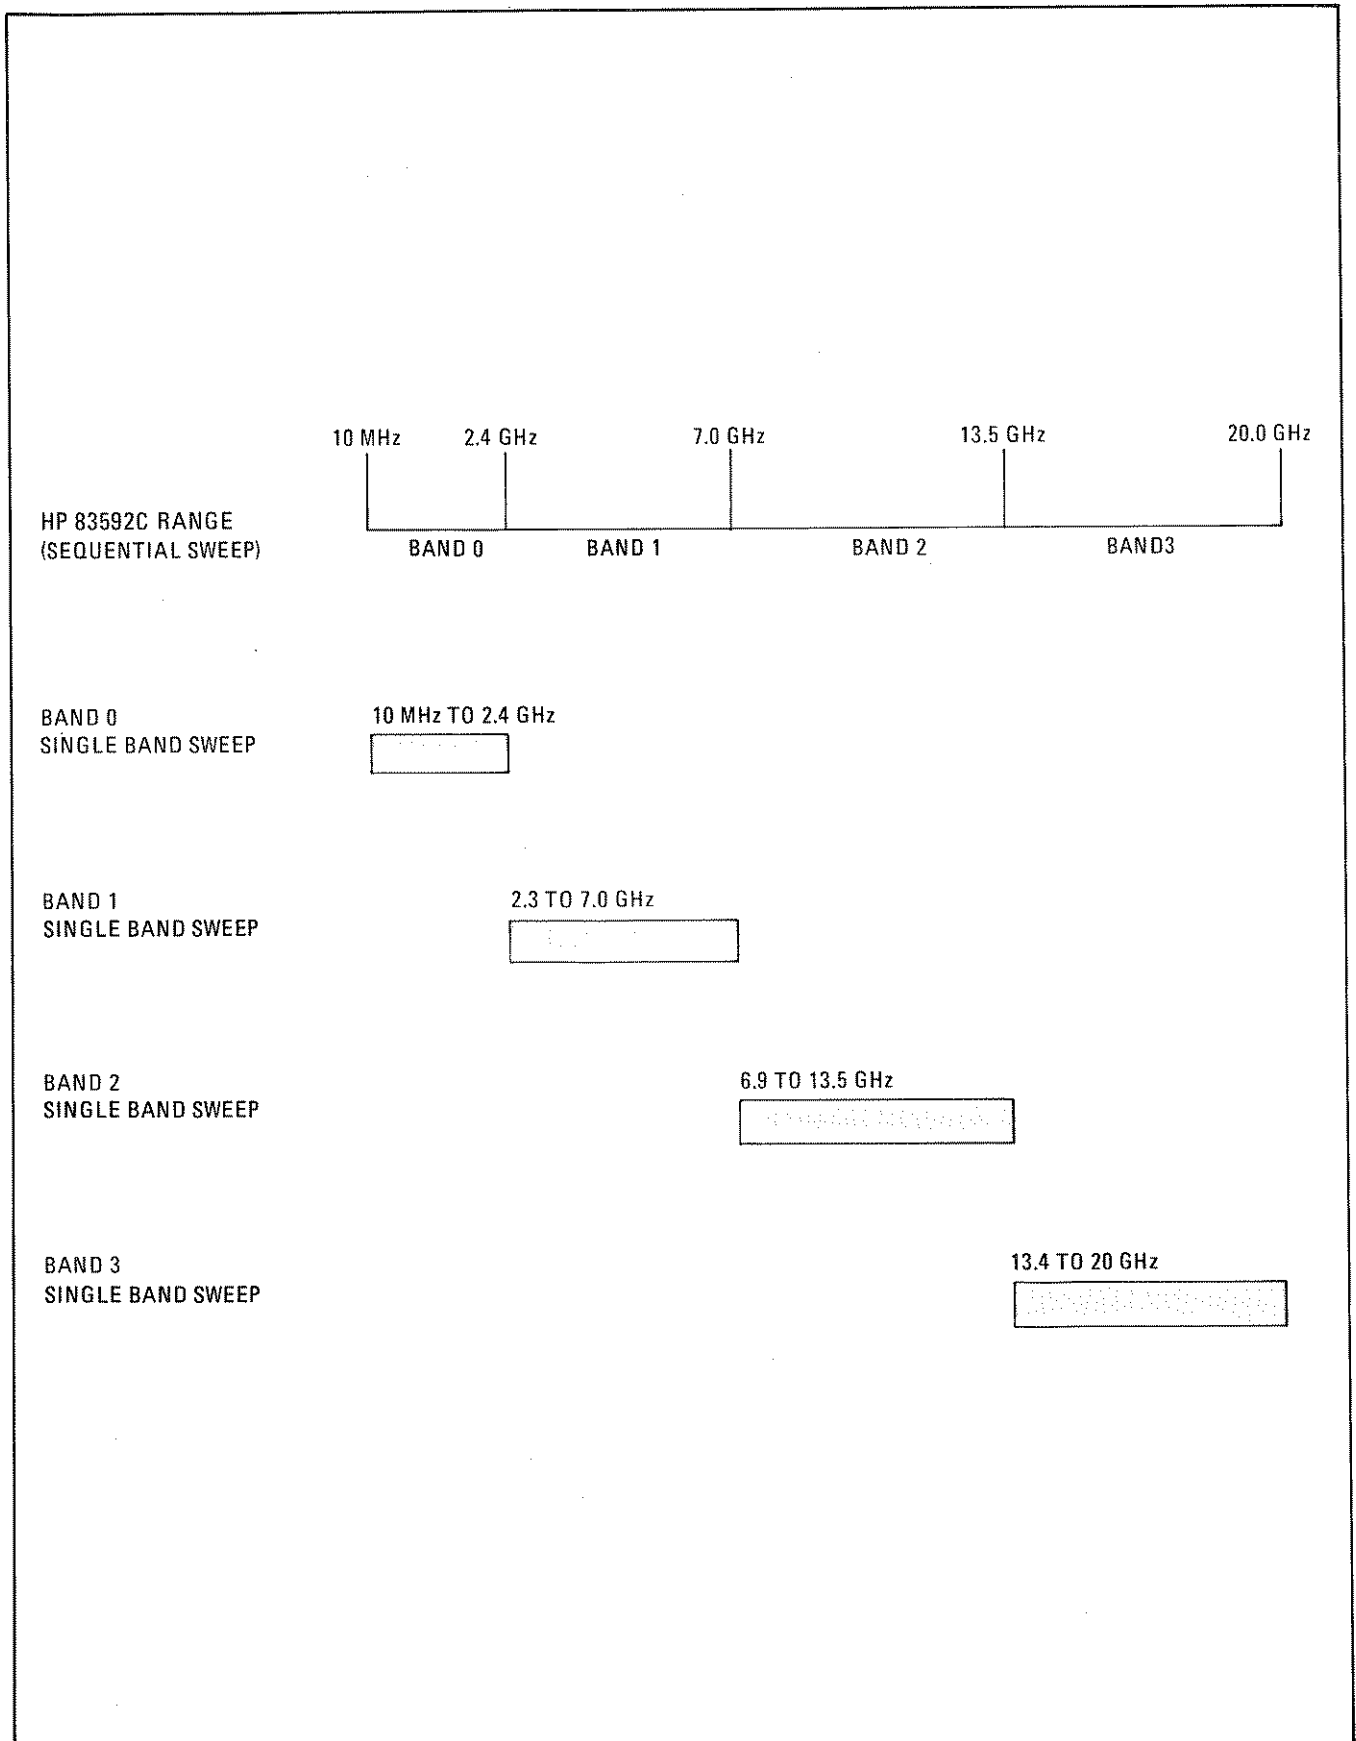 10 MHz 2.4 GHz 7.0 GHz 13.5 GHz 20.0 GHz
HP 83592C RANGE
(SEQUENTIAL SWEEP)
BAND 0 BAND 1 BAND 2 BAND3
BAND 0
SINGLE BAND SWEEP
10 MHz TO 2.4 GHz
BAND 1
SINGLE BAND SWEEP
2.3 TO 7.0 GHz
BAND 2
SINGLE BAND SWEEP
6.9 TO 13.5 GHz
BAND 3
SINGLE BAND SWEEP
13.4 TO 20 GHz